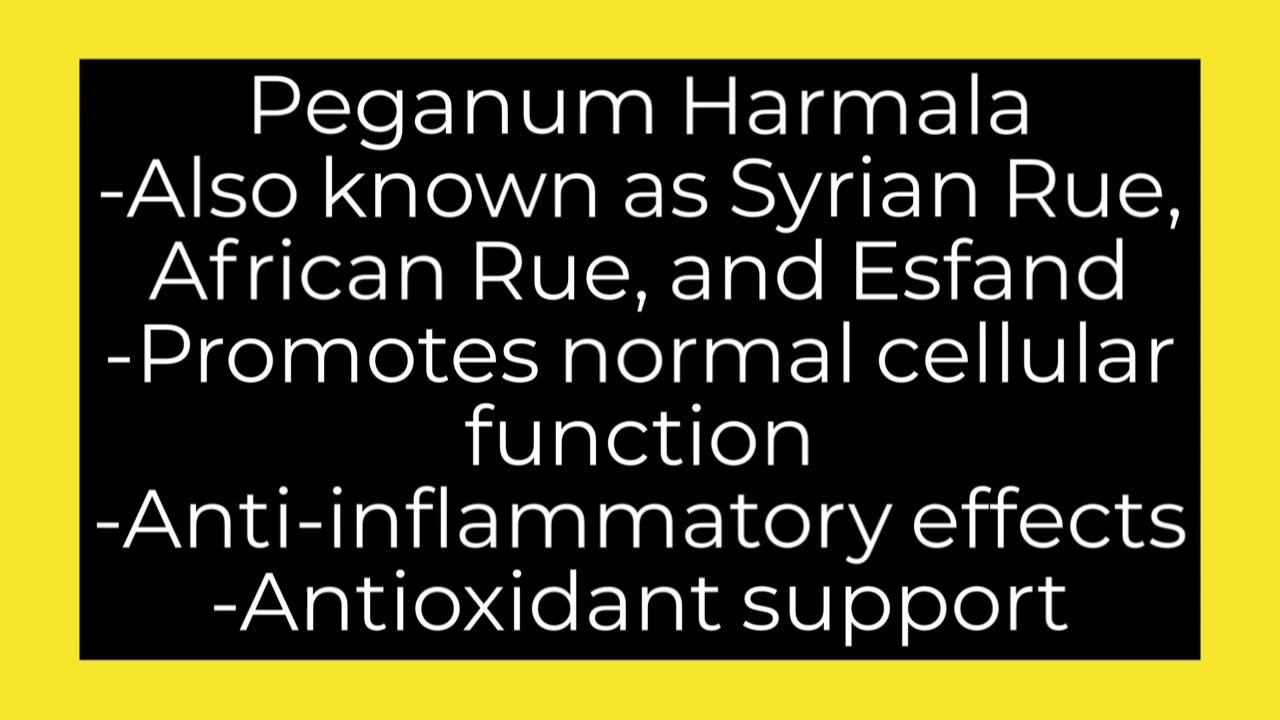 Peganum Harmala
-Also known as Syrian Rue,
African Rue, and Esfand
-Promotes normal cellular
function
-Anti-inflammatory effects
-Antioxidant support